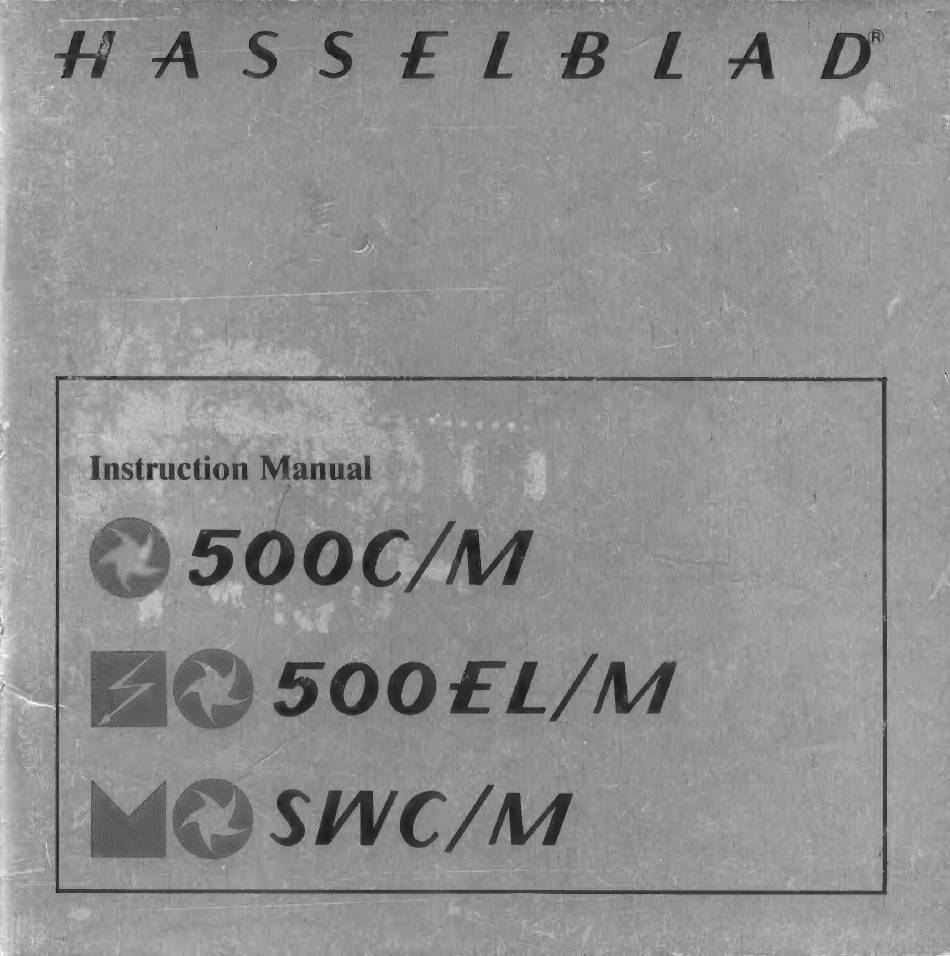 HASSELBLAD®
Instruction Manual
500C/M
500EL/M
SWC/M